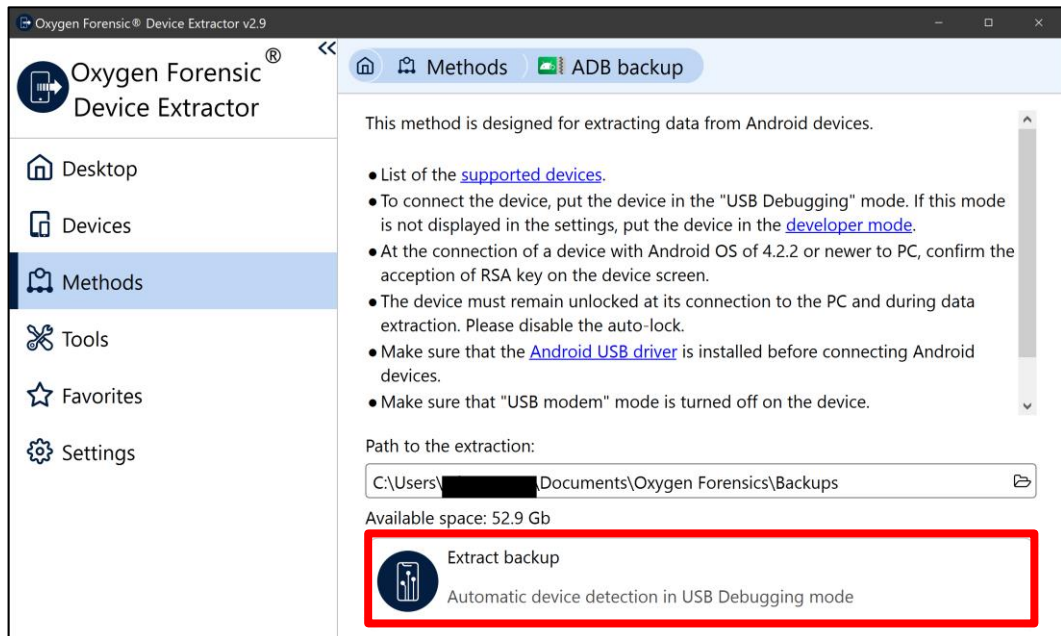 Oxygen Forensic® Device Extractor v2.9
Oxygen Forensic®
Device Extractor
Desktop
Devices
Methods
Tools
Favorites
Settings
Methods
ADB backup
This method is designed for extracting data from Android devices.
● List of the supported devices.
● To connect the device, put the device in the "USB Debugging" mode. If this mode
is not displayed in the settings, put the device in the developer mode.
● At the connection of a device with Android OS of 4.2.2 or newer to PC, confirm the
acception of RSA key on the device screen.
● The device must remain unlocked at its connection to the PC and during data
extraction. Please disable the auto-lock.
● Make sure that the Android USB driver is installed before connecting Android
devices.
● Make sure that "USB modem" mode is turned off on the device.
Path to the extraction:
C:\Users\ \Documents\Oxygen Forensics\Backups
Available space: 52.9 Gb
Extract backup
Automatic device detection in USB Debugging mode